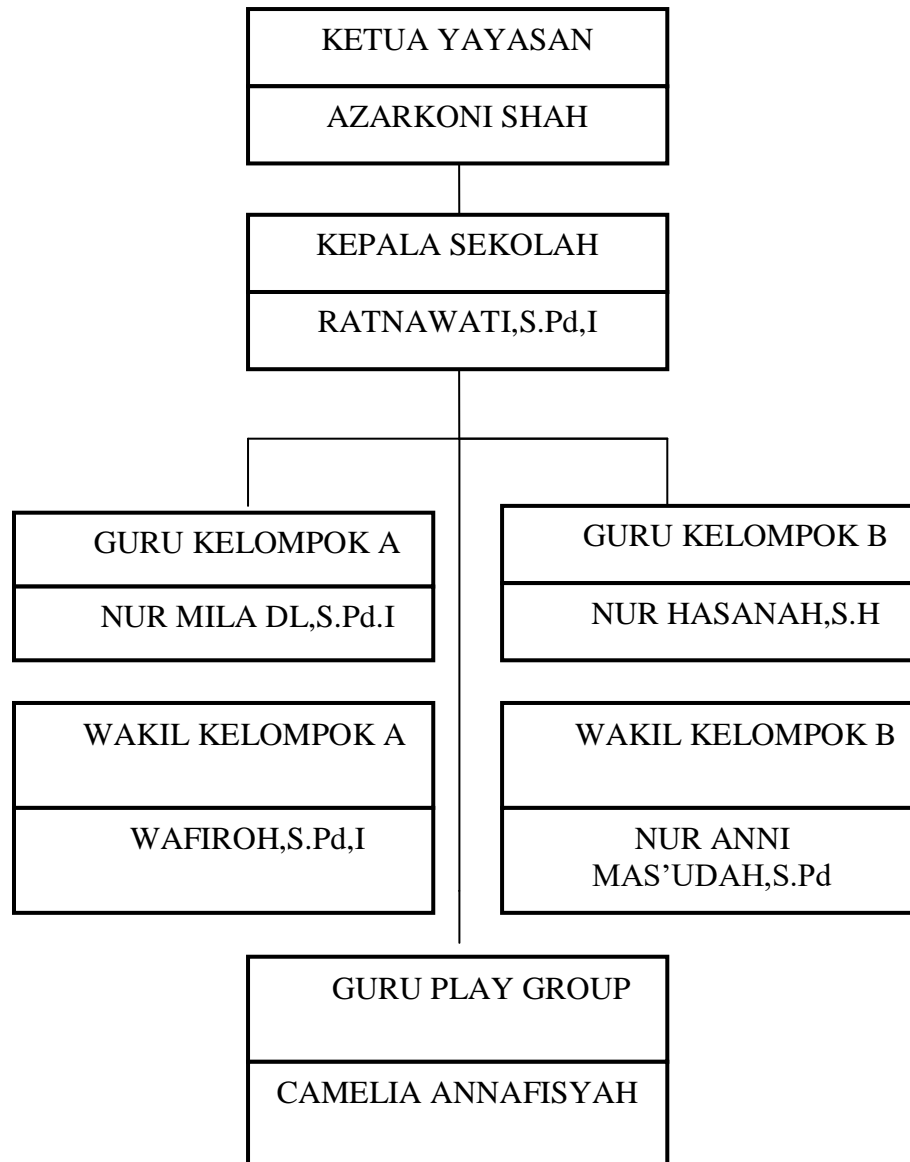 KETUA YAYASAN
AZARKONI SHAH
KEPALA SEKOLAH
RATNAWATI,S.Pd,I
GURU KELOMPOK A
NUR MILA DL,S.Pd.I
GURU KELOMPOK B
NUR HASANAH,S.H
WAKIL KELOMPOK A
WAFIROH,S.Pd,I
WAKIL KELOMPOK B
NUR ANNI
MAS’UDAH,S.Pd
GURU PLAY GROUP
CAMELIA ANNAFISYAH